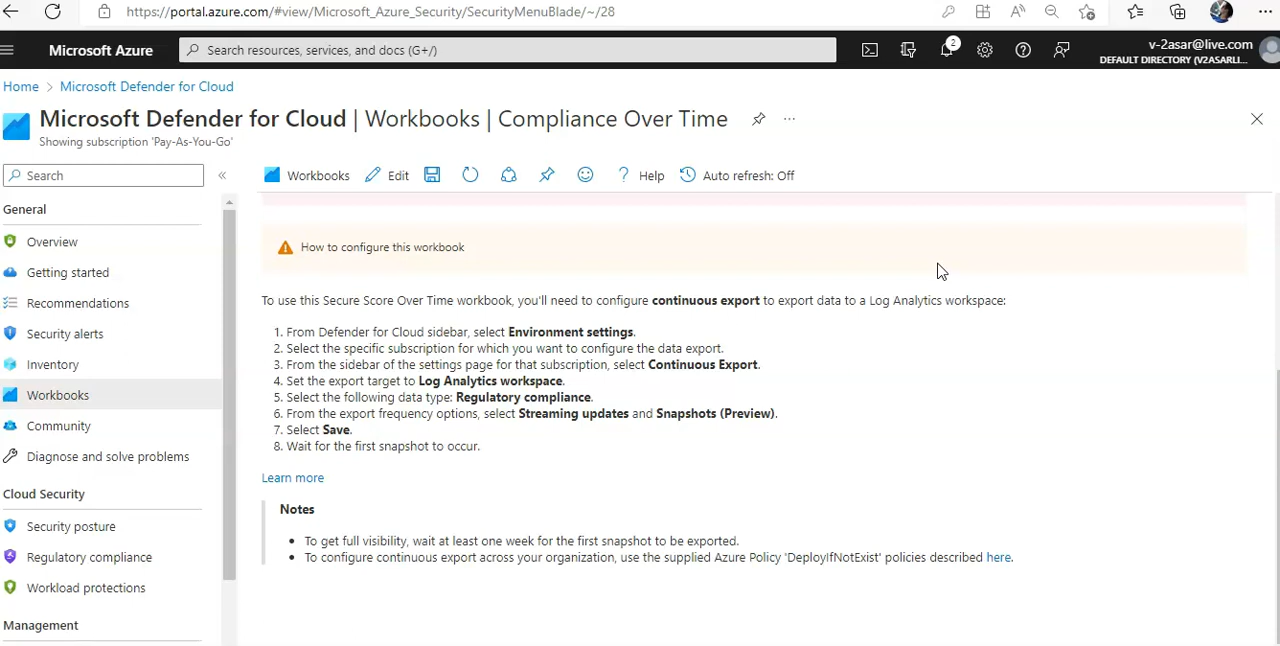 https://portal.azure.com/#view/Microsoft_Azure_Security/SecurityMenuBlade/~/28
Microsoft Azure
Search resources, services, and docs (G+/)
2
v-2asar@live.com
DEFAULT DIRECTORY (V2ASARLI...
Home > Microsoft Defender for Cloud
Microsoft Defender for Cloud | Workbooks | Compliance Over Time
Showing subscription 'Pay-As-You-Go'
Search
Workbooks Edit Help Auto refresh: Off
General
Overview
Getting started
Recommendations
Security alerts
Inventory
Workbooks
Community
Diagnose and solve problems
Cloud Security
Security posture
Regulatory compliance
Workload protections
Management
How to configure this workbook
To use this Secure Score Over Time workbook, you'll need to configure continuous export to export data to a Log Analytics workspace:
1. From Defender for Cloud sidebar, select Environment settings.
2. Select the specific subscription for which you want to configure the data export.
3. From the sidebar of the settings page for that subscription, select Continuous Export.
4. Set the export target to Log Analytics workspace.
5. Select the following data type: Regulatory compliance.
6. From the export frequency options, select Streaming updates and Snapshots (Preview).
7. Select Save.
8. Wait for the first snapshot to occur.
Learn more
Notes
• To get full visibility, wait at least one week for the first snapshot to be exported.
• To configure continuous export across your organization, use the supplied Azure Policy 'DeployIfNotExist' policies described here.